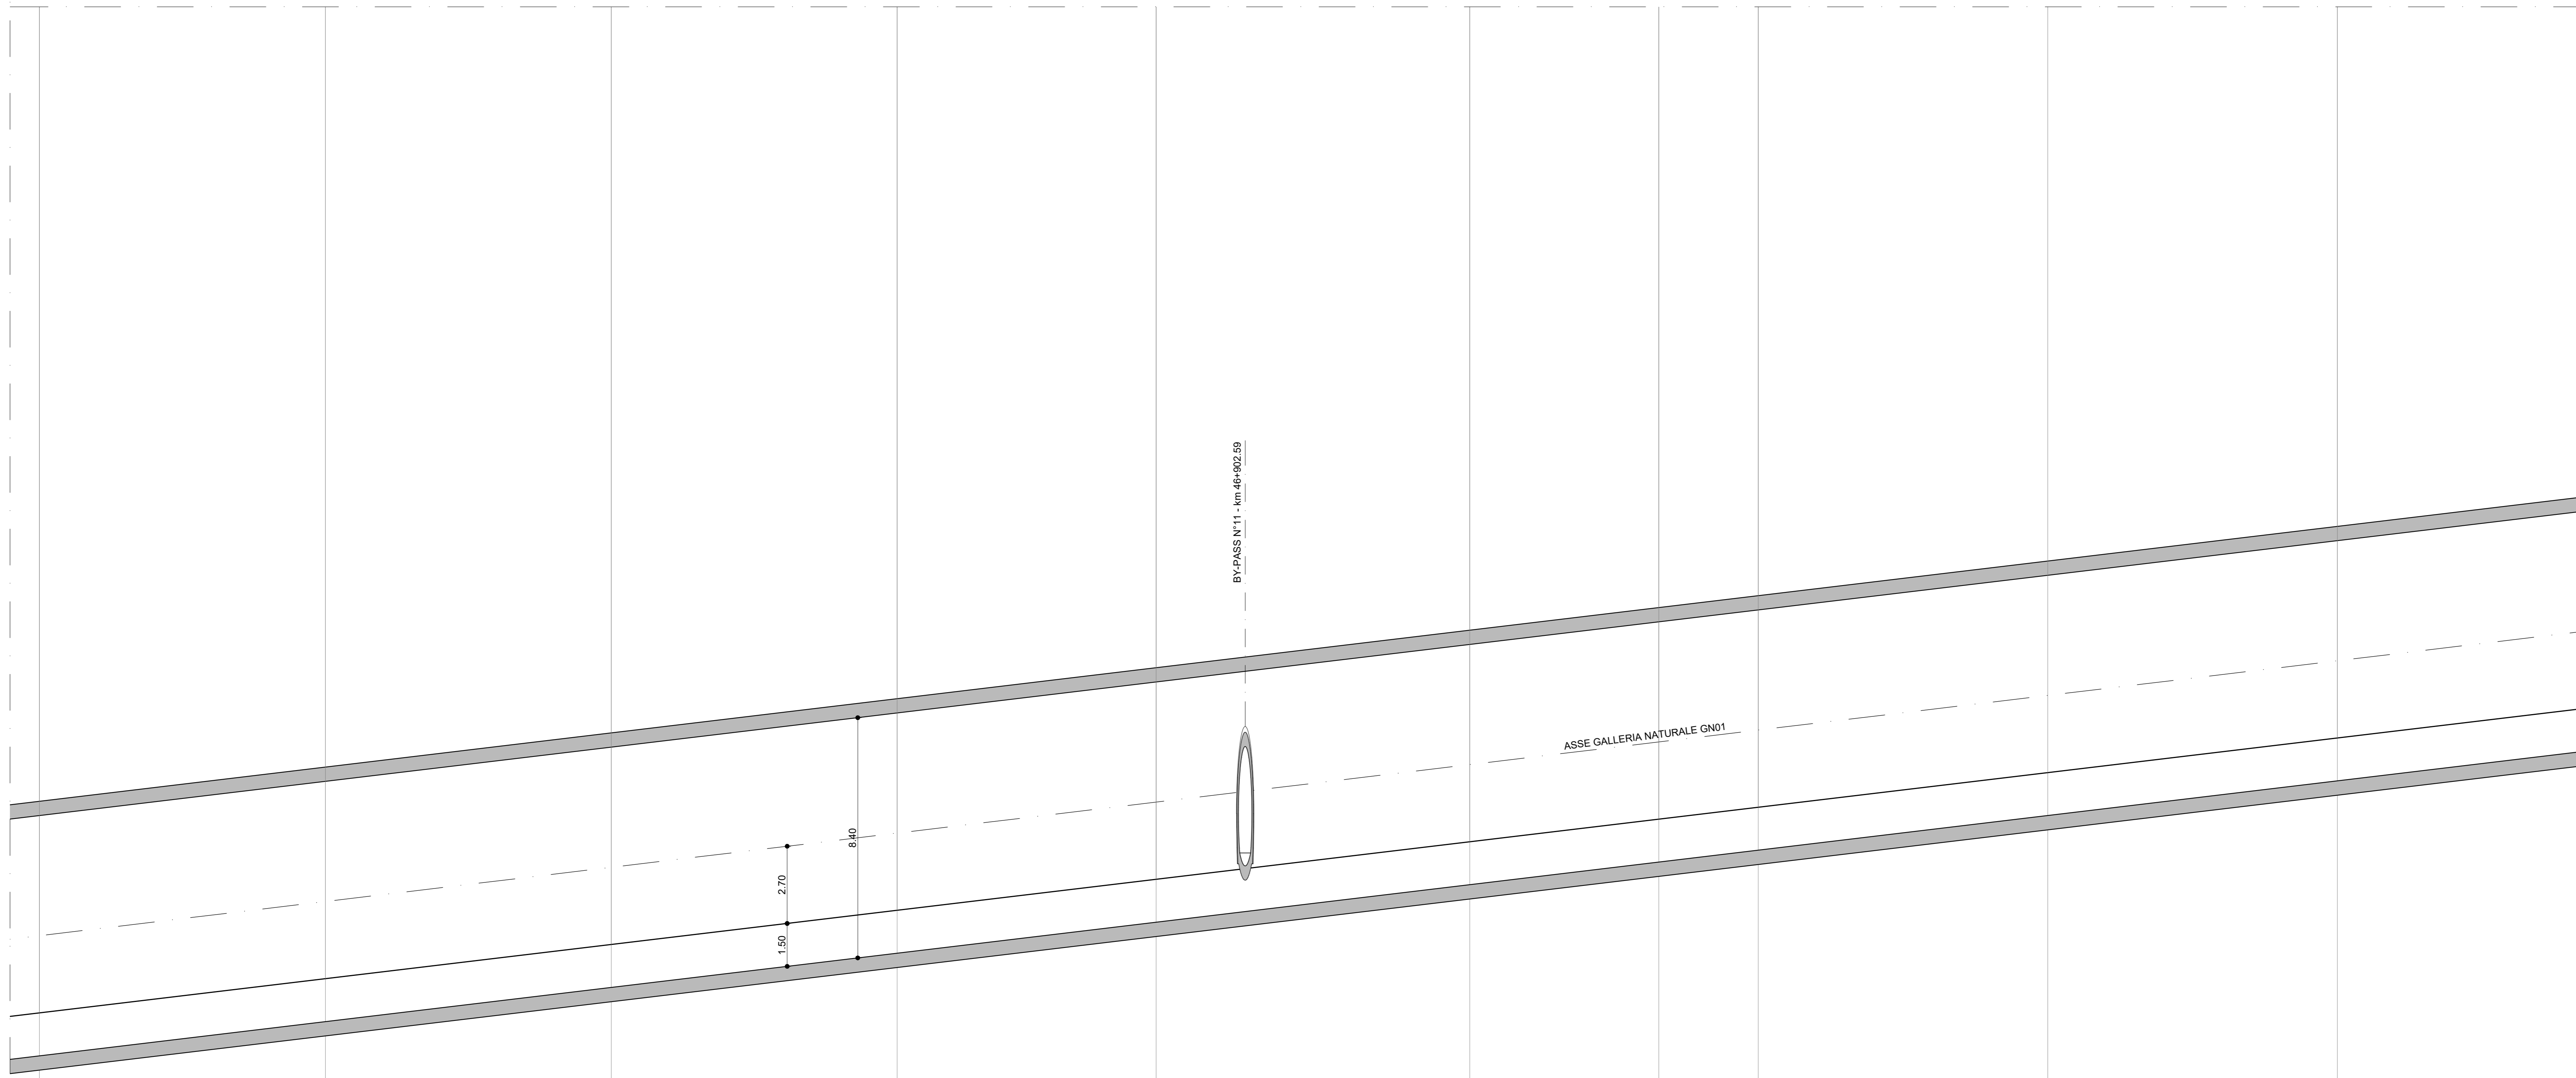 BY-PASS N°11 - km 46+902.59
ASSE GALLERIA NATURALE GN01
8.40
2.70
1.50